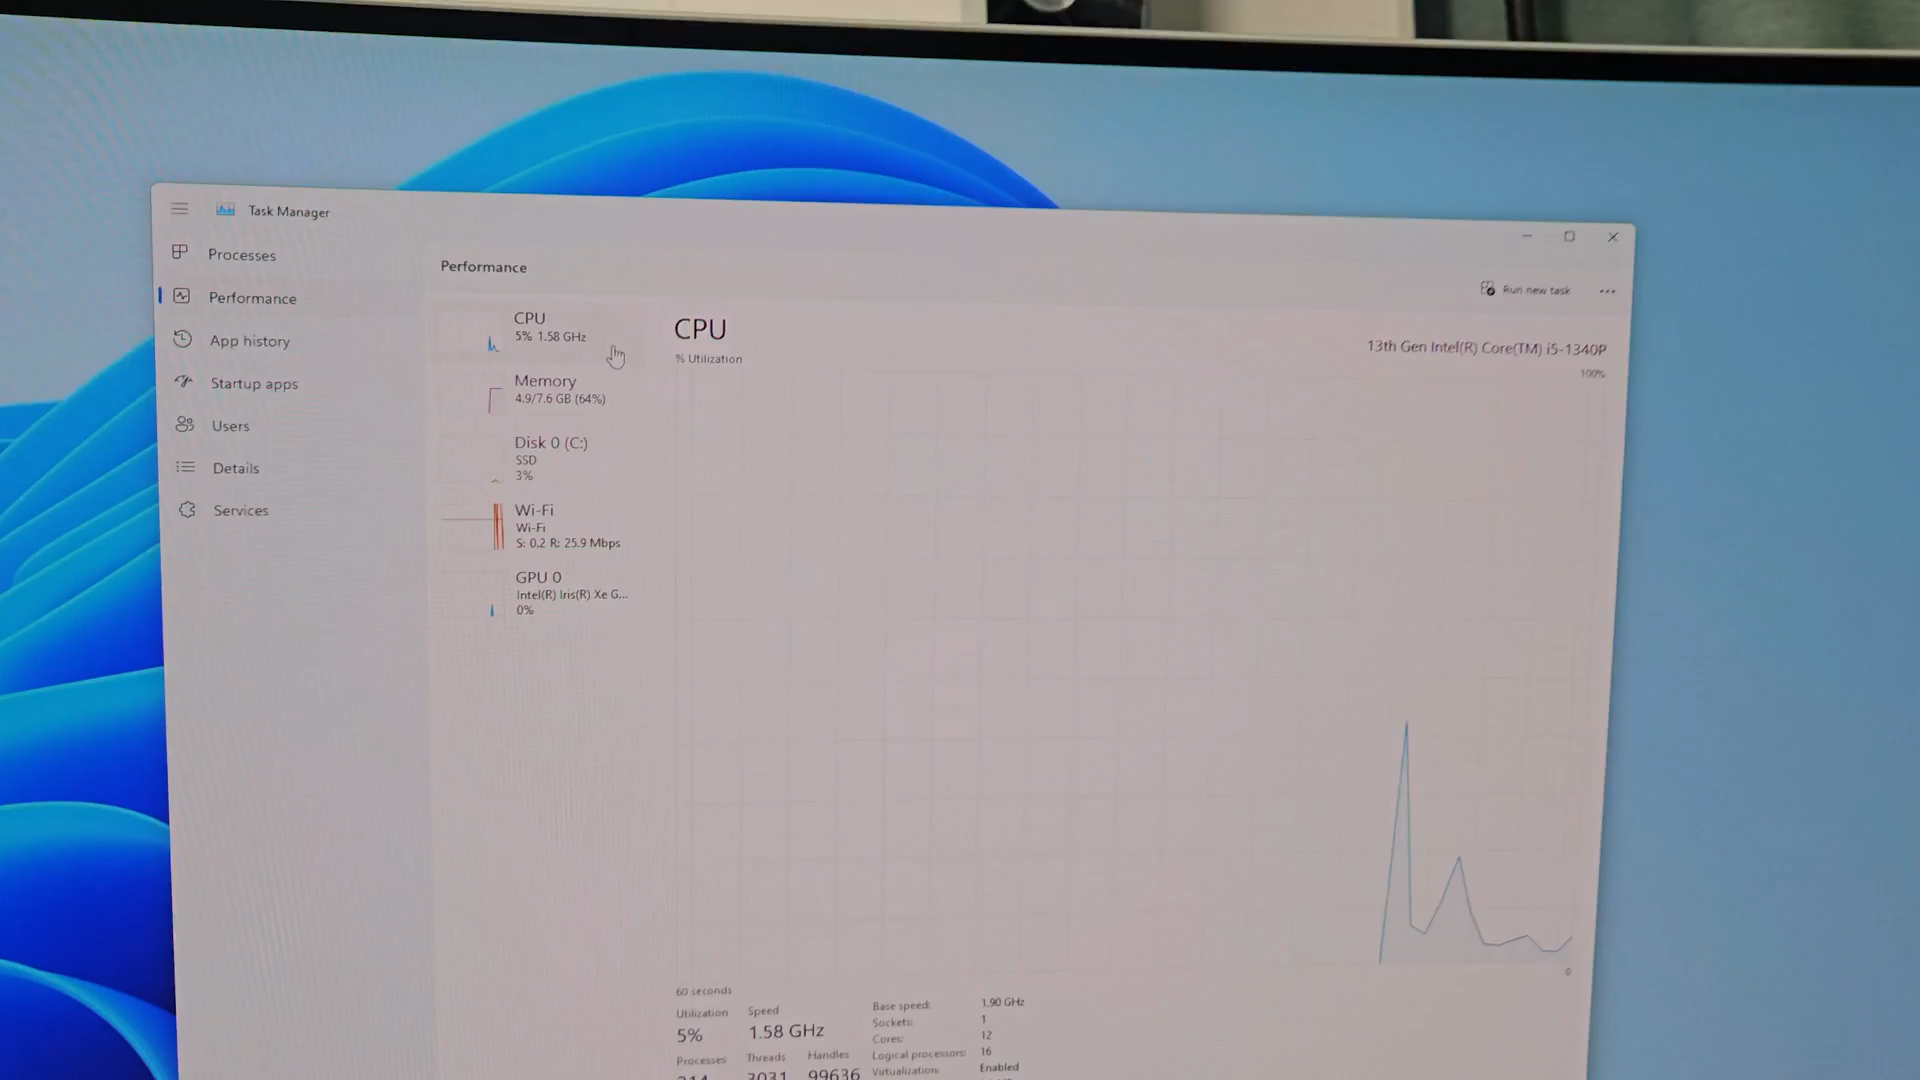 Task Manager
Processes
Performance
App history
Startup apps
Users
Details
Services
Performance
Run new task
CPU
5% 1.58 GHz
Memory
4.9/7.6 GB (64%)
Disk 0 (C:)
SSD
3%
Wi-Fi
Wi-Fi
S: 0.2 R: 25.9 Mbps
GPU 0
Intel(R) Iris(R) Xe G...
0%
CPU
% Utilization
13th Gen Intel(R) Core(TM) i5-1340P
100%
60 seconds
0
Utilization
5%
Speed
1.58 GHz
Processes
Threads
3031
Handles
99636
Base speed: 1.90 GHz
Sockets: 1
Cores: 12
Logical processors: 16
Virtualization: Enabled